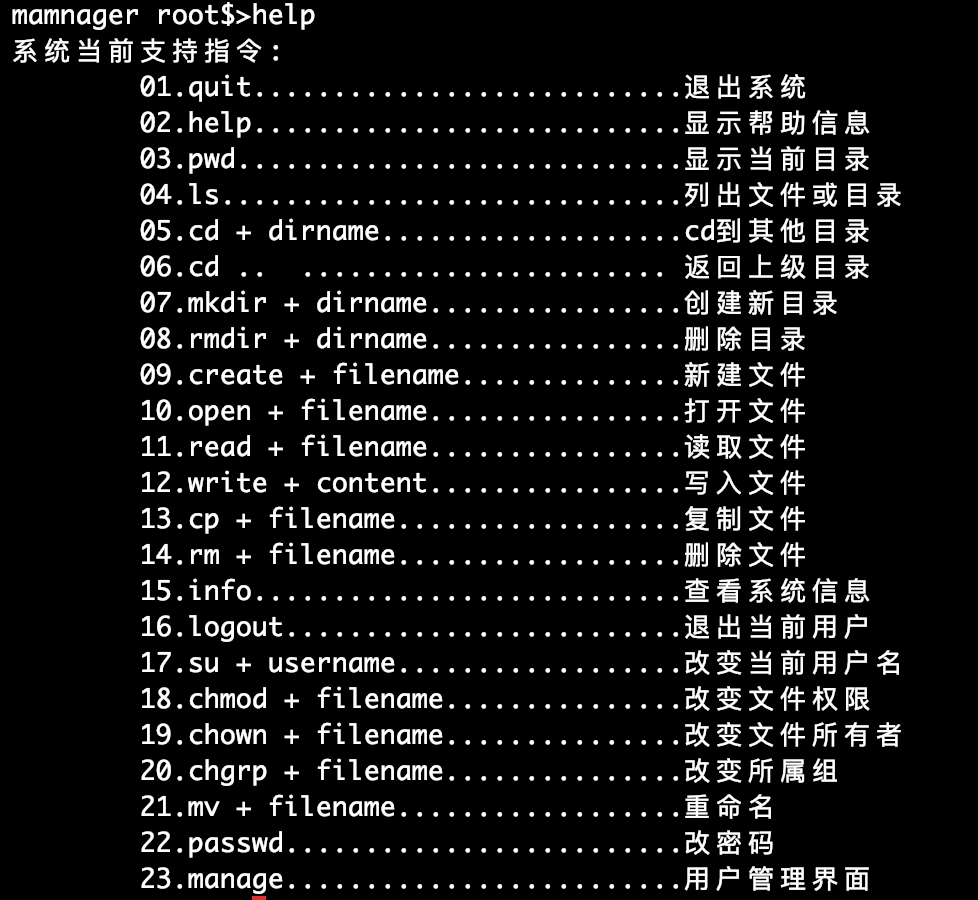 mamnager root$>help
系统当前支持指令:
01.quit...........................退出系统
02.help...........................显示帮助信息
03.pwd............................显示当前目录
04.ls.............................列出文件或目录
05.cd + dirname...................cd到其他目录
06.cd ..  ....................... 返回上级目录
07.mkdir + dirname................创建新目录
08.rmdir + dirname................删除目录
09.create + filename..............新建文件
10.open + filename................打开文件
11.read + filename................读取文件
12.write + content................写入文件
13.cp + filename..................复制文件
14.rm + filename..................删除文件
15.info...........................查看系统信息
16.logout.........................退出当前用户
17.su + username..................改变当前用户名
18.chmod + filename...............改变文件权限
19.chown + filename...............改变文件所有者
20.chgrp + filename...............改变所属组
21.mv + filename..................重命名
22.passwd.........................改密码
23.manage.........................用户管理界面